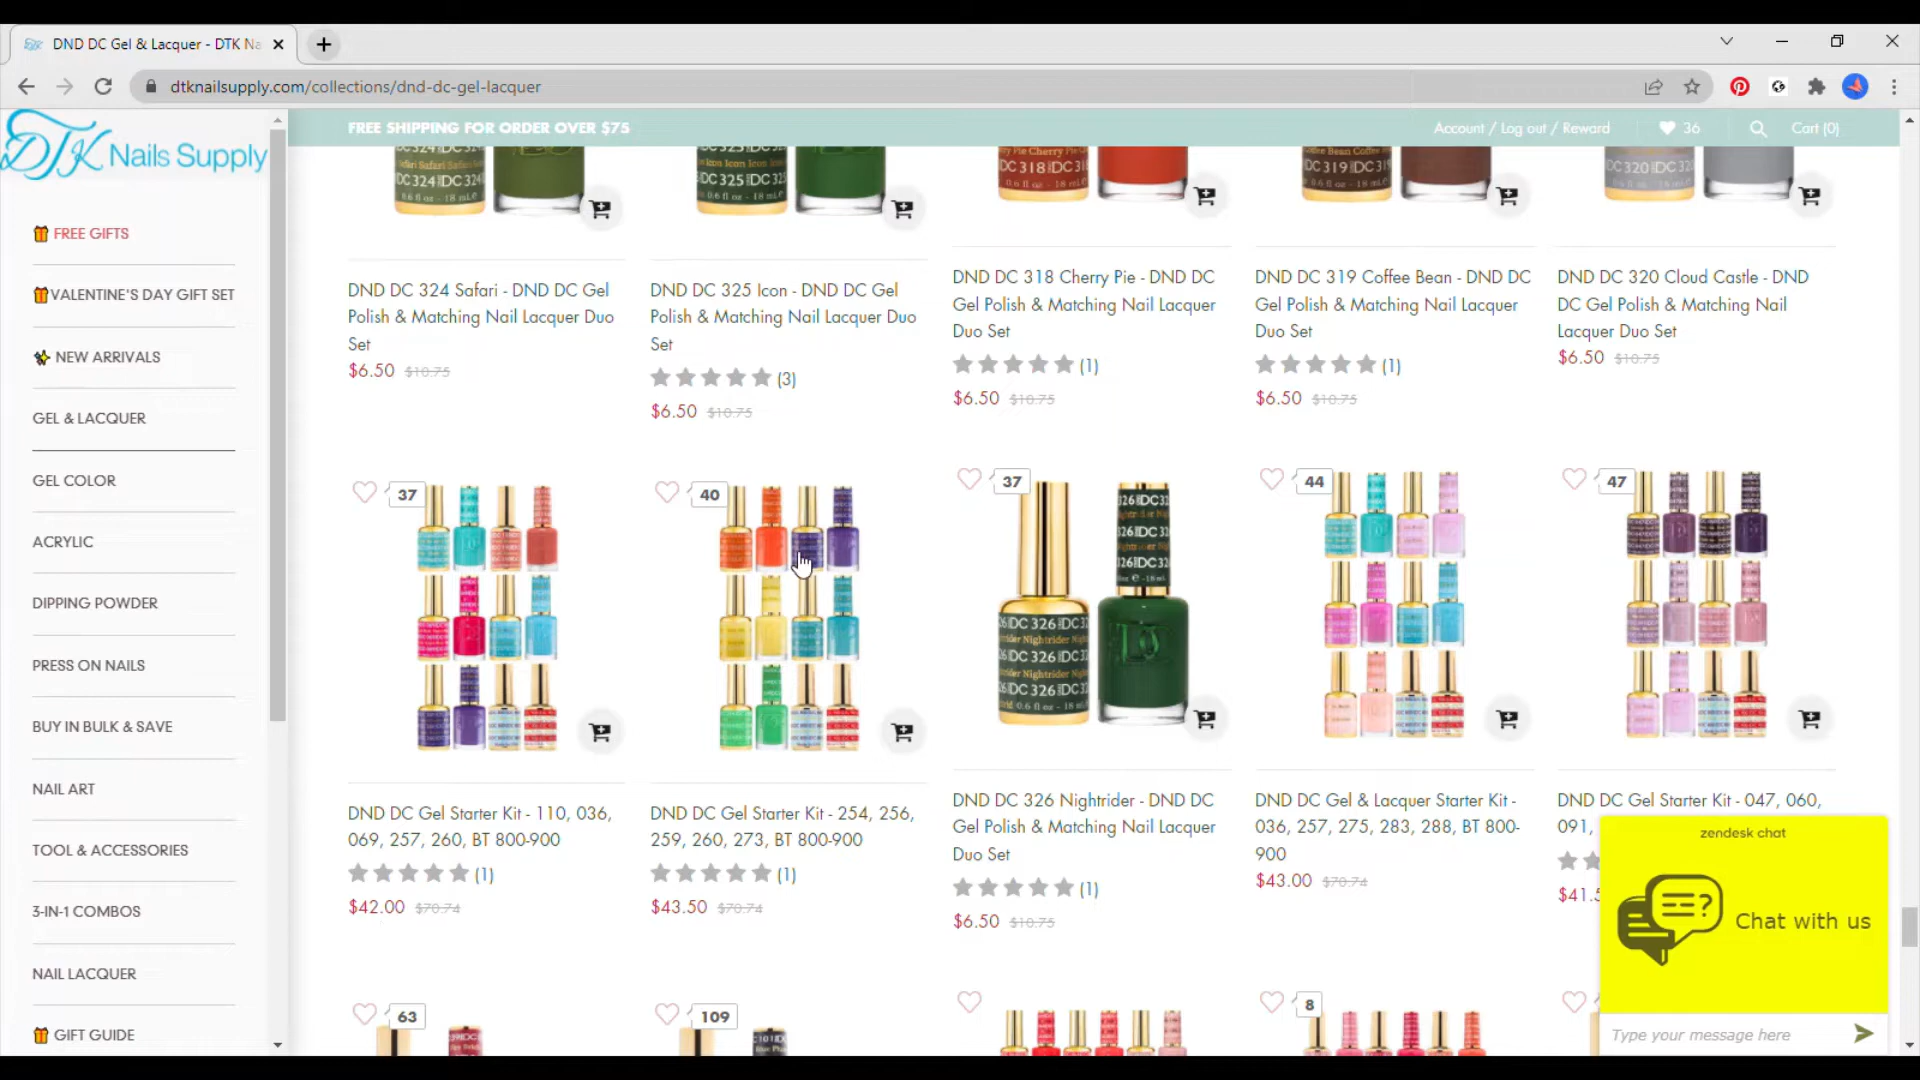 DND DC Gel & Lacquer - DTK Na
dtknailsupply.com/collections/dnd-dc-gel-lacquer
DTK Nails Supply
FREE SHIPPING FOR ORDER OVER $75
Account / Log out / Reward
36
Cart (0)
FREE GIFTS
VALENTINE'S DAY GIFT SET
NEW ARRIVALS
GEL & LACQUER
GEL COLOR
ACRYLIC
DIPPING POWDER
PRESS ON NAILS
BUY IN BULK & SAVE
NAIL ART
TOOL & ACCESSORIES
3-IN-1 COMBOS
NAIL LACQUER
GIFT GUIDE
DND DC 324 Safari - DND DC Gel
Polish & Matching Nail Lacquer Duo
Set
$6.50 $10.75
DND DC 325 Icon - DND DC Gel
Polish & Matching Nail Lacquer Duo
Set
(3)
$6.50 $10.75
DND DC 318 Cherry Pie - DND DC
Gel Polish & Matching Nail Lacquer
Duo Set
(1)
$6.50 $10.75
DND DC 319 Coffee Bean - DND DC
Gel Polish & Matching Nail Lacquer
Duo Set
(1)
$6.50 $10.75
DND DC 320 Cloud Castle - DND
DC Gel Polish & Matching Nail
Lacquer Duo Set
$6.50 $10.75
37
DND DC Gel Starter Kit - 110, 036,
069, 257, 260, BT 800-900
(1)
$42.00 $70.74
40
DND DC Gel Starter Kit - 254, 256,
259, 260, 273, BT 800-900
(1)
$43.50 $70.74
37
DND DC 326 Nightrider - DND DC
Gel Polish & Matching Nail Lacquer
Duo Set
(1)
$6.50 $10.75
44
DND DC Gel & Lacquer Starter Kit -
036, 257, 275, 283, 288, BT 800-
900
$43.00 $70.74
47
DND DC Gel Starter Kit - 047, 060,
091,
$41.5
63
109
8
zendesk chat
Chat with us
Type your message here